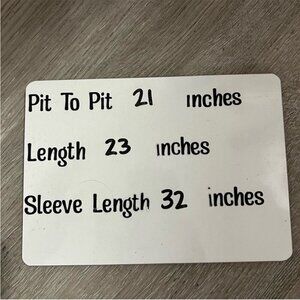 Pit To Pit 21 inches
Length 23 inches
Sleeve Length 32 inches